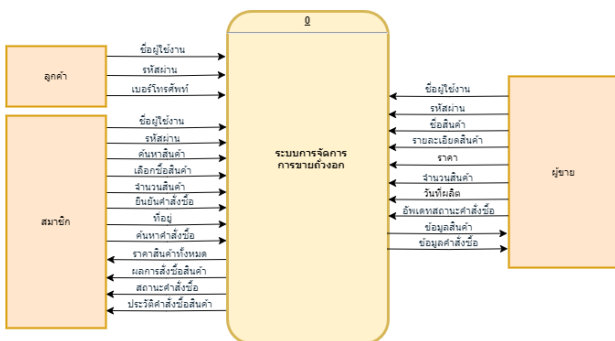 0
ลูกค้า
ชื่อผู้ใช้งาน
รหัสผ่าน
เบอร์โทรศัพท์
สมาชิก
ชื่อผู้ใช้งาน
รหัสผ่าน
ค้นหาสินค้า
เลือกชื่อสินค้า
จำนวนสินค้า
ยืนยันคำสั่งซื้อ
ที่อยู่
ค้นหาคำสั่งซื้อ
ราคาสินค้าทั้งหมด
ผลการสั่งซื้อสินค้า
สถานะคำสั่งซื้อ
ประวัติคำสั่งซื้อสินค้า
ระบบการจัดการ
การขายถั่วงอก
ชื่อผู้ใช้งาน
รหัสผ่าน
ชื่อสินค้า
รายละเอียดสินค้า
ราคา
จำนวนสินค้า
วันที่ผลิต
อัพเดทสถานะคำสั่งซื้อ
ข้อมูลสินค้า
ข้อมูลคำสั่งซื้อ
ผู้ขาย